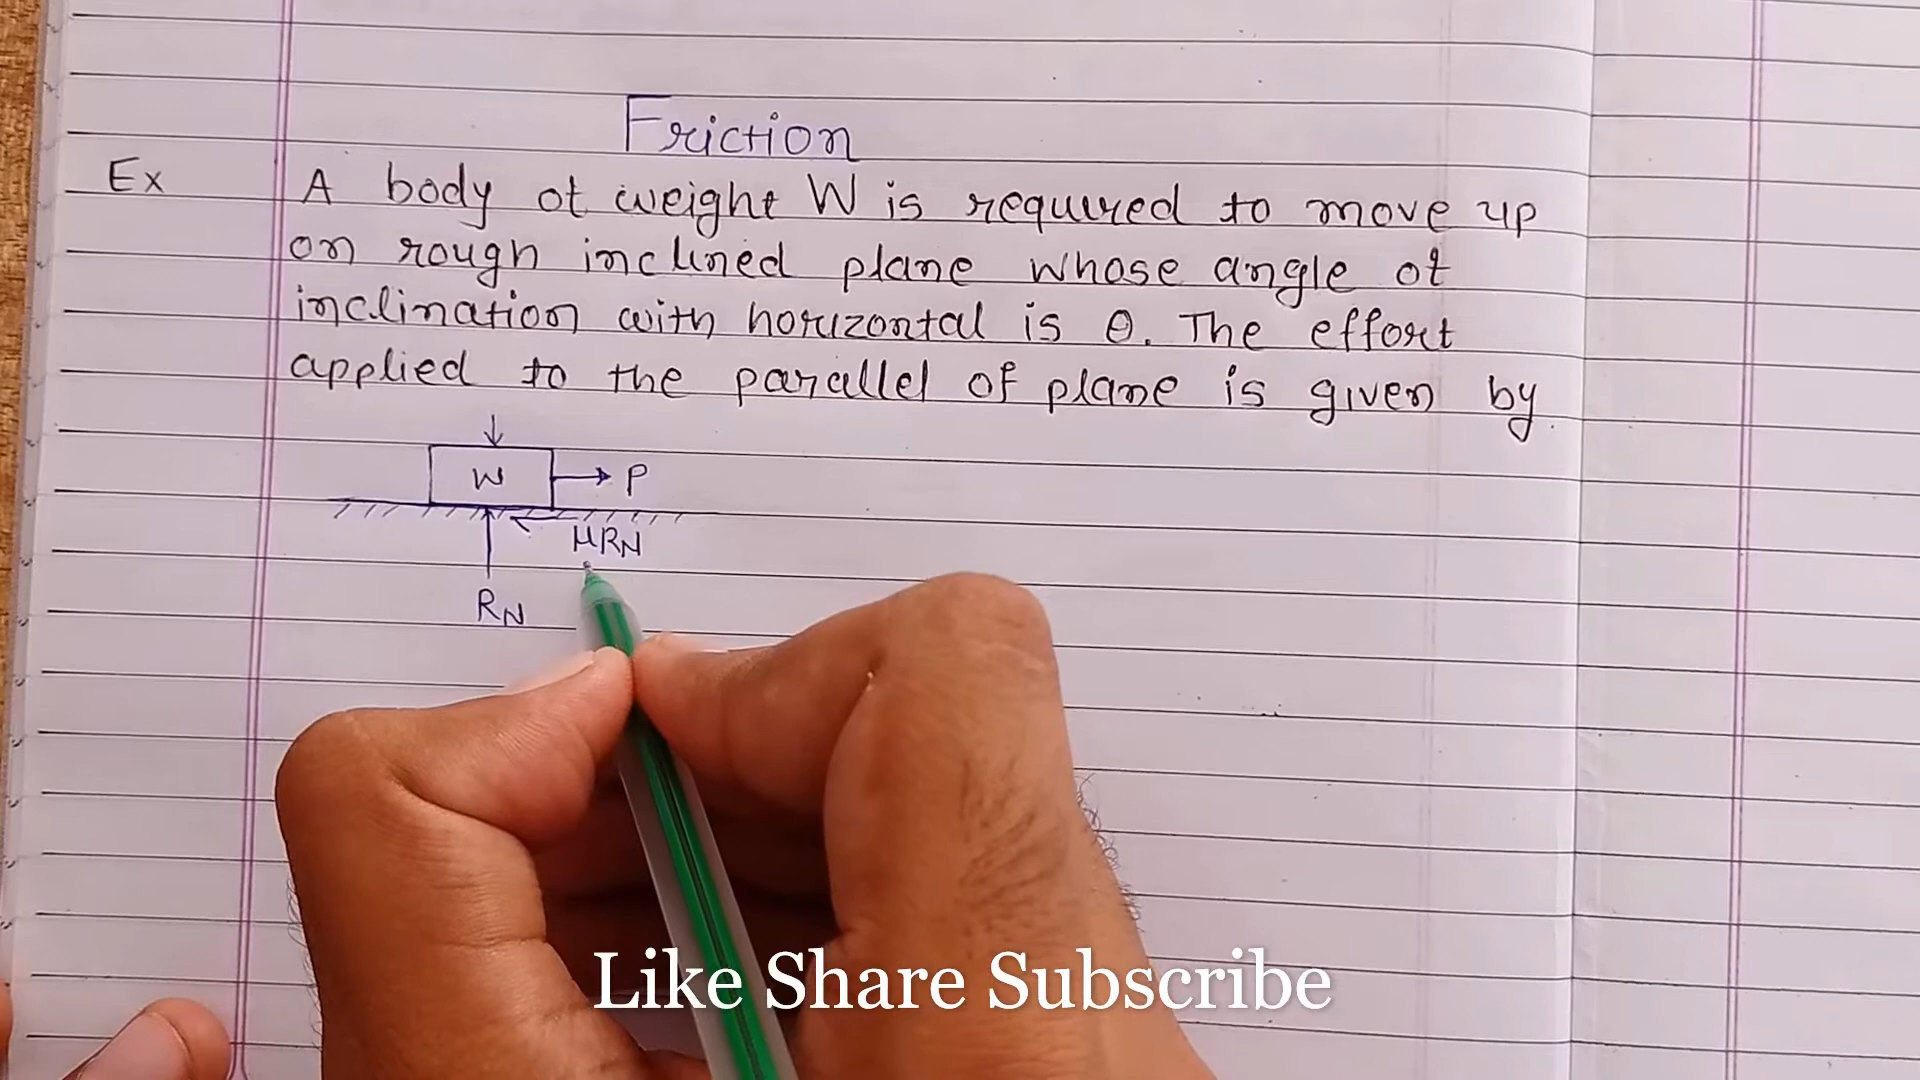 Friction
Ex A body of weight W is required to move up
on rough inclined plane whose angle of
inclination with horizontal is θ. The effort
applied to the parallel of plane is given by
W P
μRN
RN
Like Share Subscribe